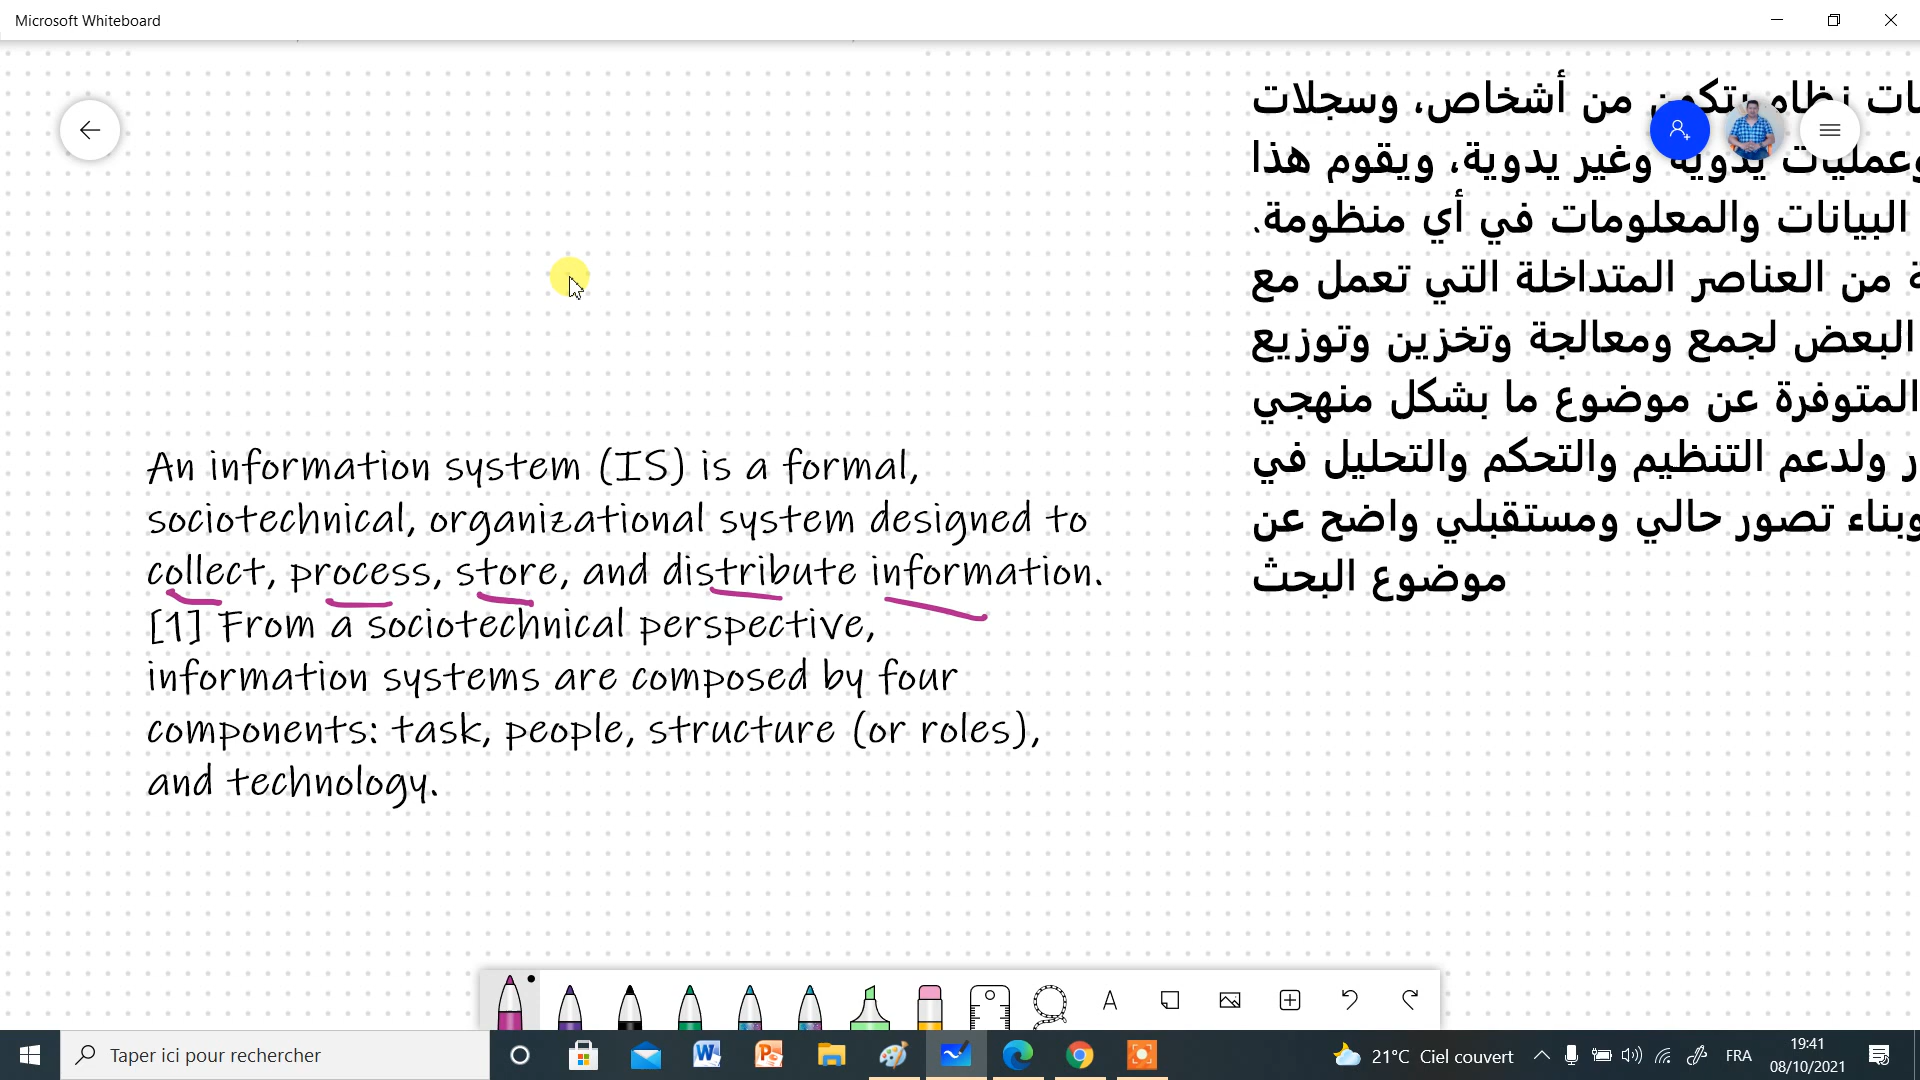 Microsoft Whiteboard
An information system (IS) is a formal,
sociotechnical, organizational system designed to
collect, process, store, and distribute information.
[1] From a sociotechnical perspective,
information systems are composed by four
components: task, people, structure (or roles),
and technology.
من أشخاص، وسجلات
وغير يدوية، ويقوم هذا
البيانات والمعلومات في أي منظومة.
من العناصر المتداخلة التي تعمل مع
البعض لجمع ومعالجة وتخزين وتوزيع
المتوفرة عن موضوع ما بشكل منهجي
ولدعم التنظيم والتحكم والتحليل في
وبناء تصور حالي ومستقبلي واضح عن
موضوع البحث
Taper ici pour rechercher
21°C Ciel couvert
FRA
19:41
08/10/2021